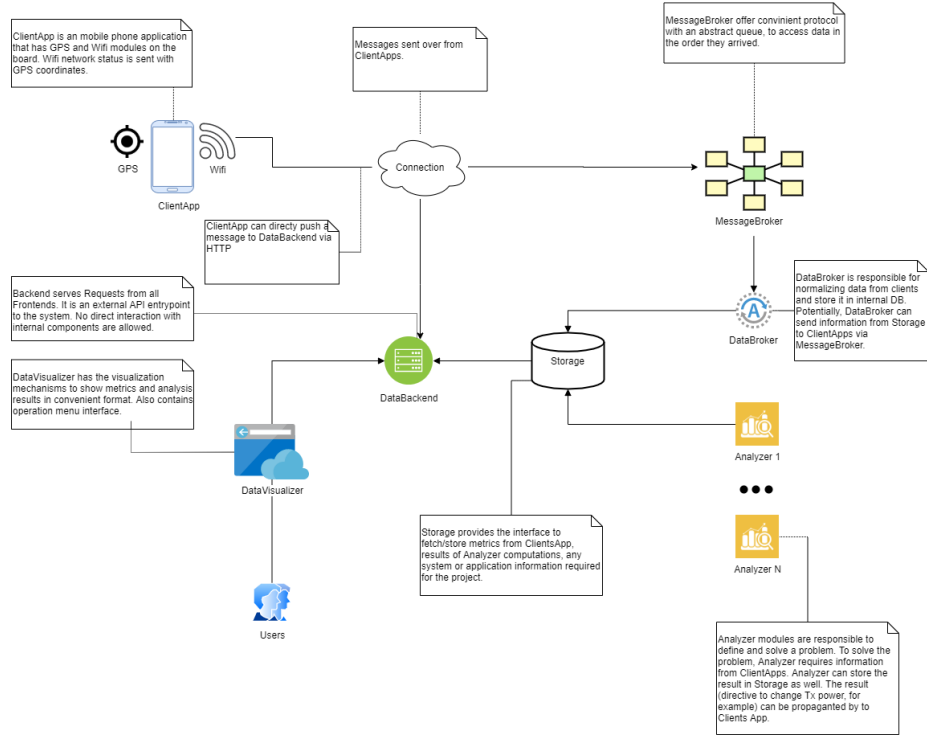 ClientApp is an mobile phone application
that has GPS and Wifi modules on the
board. Wifi network status is sent with
GPS coordinates.
Messages sent over from
ClientApps.
MessageBroker offer convinient protocol
with an abstract queue, to access data in
the order they arrived.
GPS
Wifi
ClientApp
Connection
MessageBroker
ClientApp can directy push a
message to DataBackend via
HTTP
Backend serves Requests from all
Frontends. It is an external API entrypoint
to the system. No direct interaction with
internal components are allowed.
DataBroker is responsible for
normalizing data from clients
and store it in internal DB.
Potentially, DataBroker can
send information from Storage
to ClientApps via
MessageBroker.
A
DataBroker
Storage
DataBackend
DataVisualizer has the visualization
mechanisms to show metrics and analysis
results in convenient format. Also contains
operation menu interface.
Analyzer 1
DataVisualizer
Storage provides the interface to
fetch/store metrics from ClientsApp,
results of Analyzer computations, any
system or application information required
for the project.
Analyzer N
Users
Analyzer modules are responsible to
define and solve a problem. To solve the
problem, Analyzer requires information
from ClientApps. Analyzer can store the
result in Storage as well. The result
(directive to change Tx power, for
example) can be propaganted by to
Clients App.